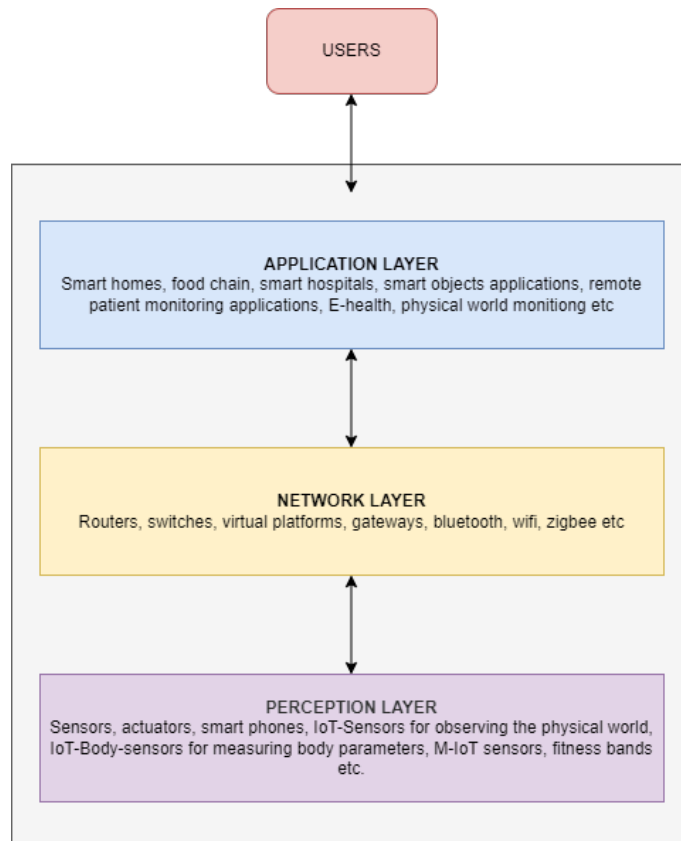 USERS
APPLICATION LAYER
Smart homes, food chain, smart hospitals, smart objects applications, remote
patient monitoring applications, E-health, physical world monitiong etc
NETWORK LAYER
Routers, switches, virtual platforms, gateways, bluetooth, wifi, zigbee etc
PERCEPTION LAYER
Sensors, actuators, smart phones, IoT-Sensors for observing the physical world,
IoT-Body-sensors for measuring body parameters, M-IoT sensors, fitness bands
etc.